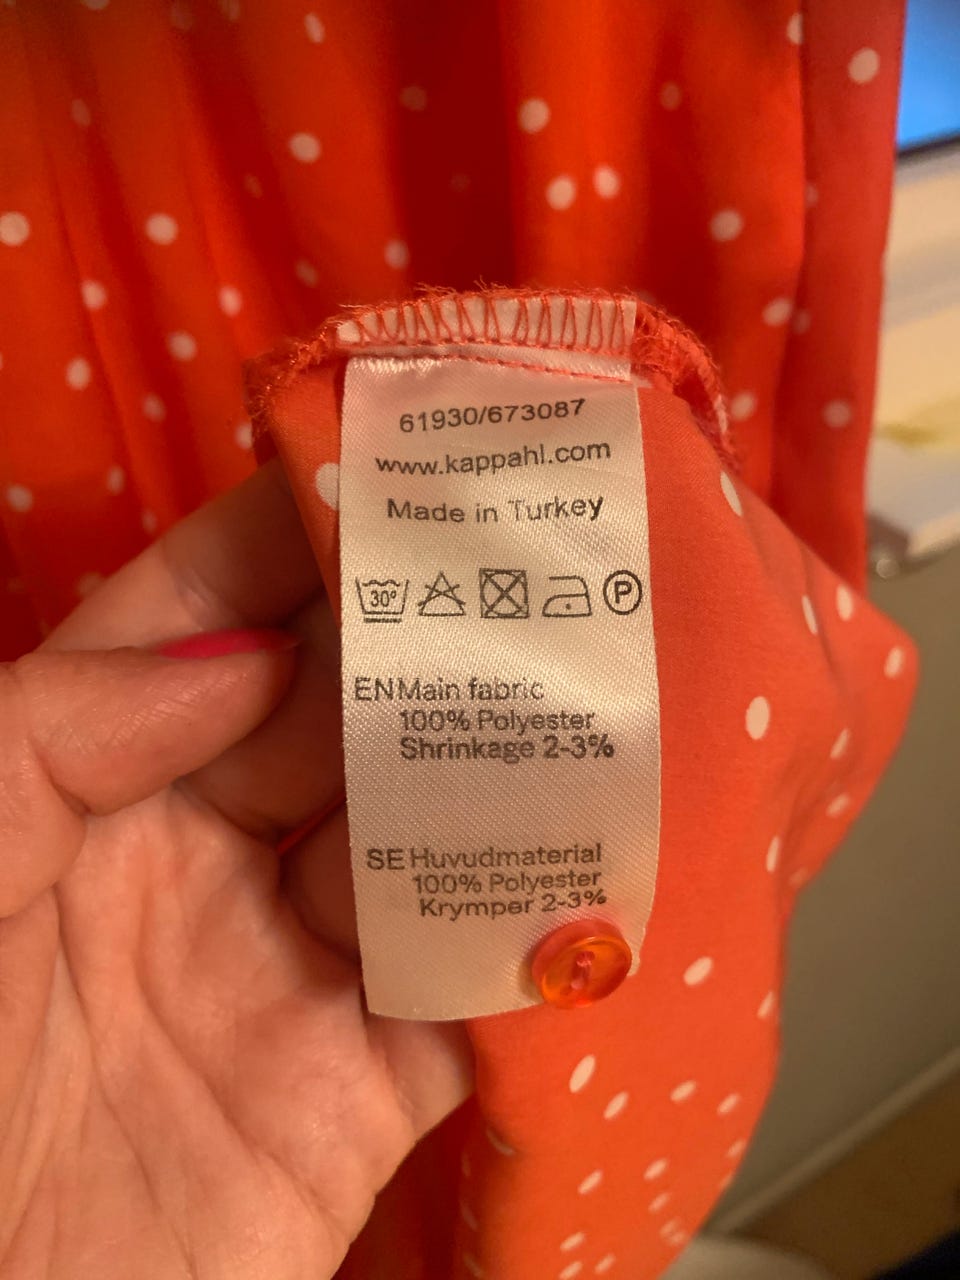 61930/673087
www.kappahl.com
Made in Turkey
30° P
EN Main fabric
100% Polyester
Shrinkage 2-3%
SE Huvudmaterial
100% Polyester
Krymper 2-3%